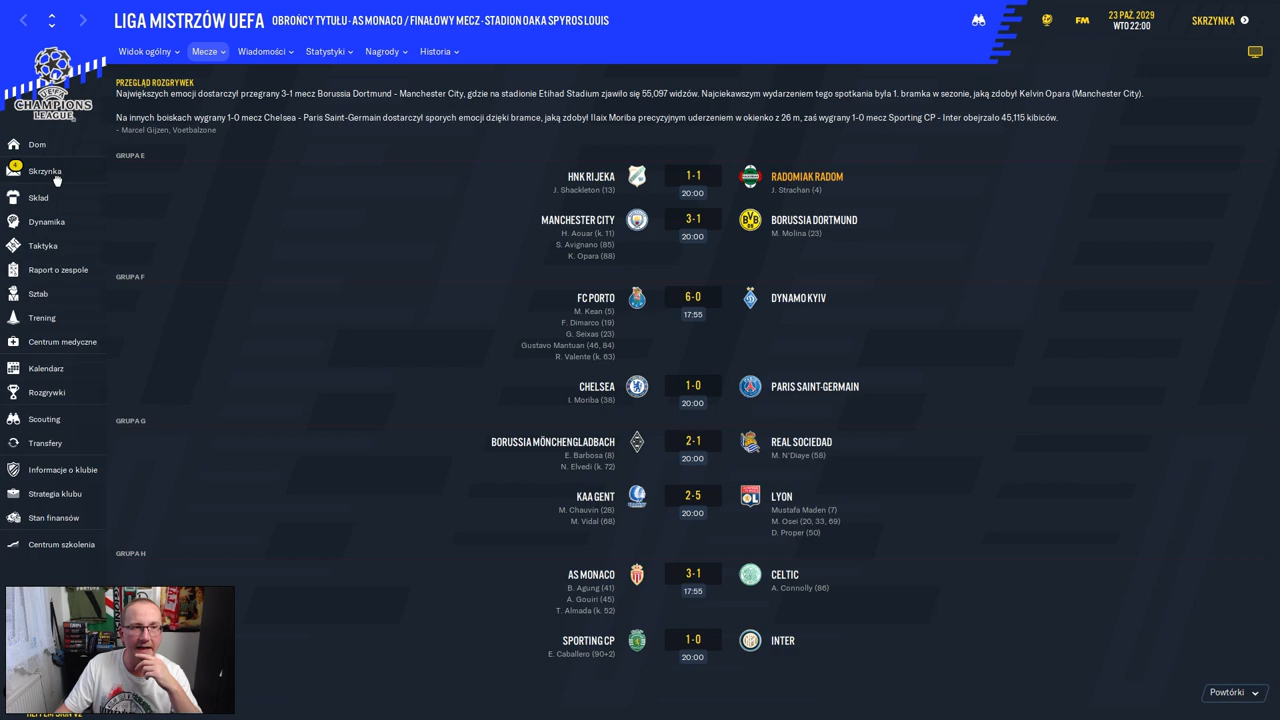 LIGA MISTRZÓW UEFA OBROŃCY TYTUŁU - AS MONACO / FINAŁOWY MECZ - STADION OAKA SPYROS LOUIS
FM
23 PAŹ. 2029
WTO 22:00
SKRZYNKA
Widok ogólny Mecze Wiadomości Statystyki Nagrody Historia
UEFA
CHAMPIONS
LEAGUE
PRZEGLĄD ROZGRYWEK
Największych emocji dostarczył przegrany 3-1 mecz Borussia Dortmund - Manchester City, gdzie na stadionie Etihad Stadium zjawiło się 55,097 widzów. Najciekawszym wydarzeniem tego spotkania była 1. bramka w sezonie, jaką zdobył Kelvin Opara (Manchester City).
Na innych boiskach wygrany 1-0 mecz Chelsea - Paris Saint-Germain dostarczył sporych emocji dzięki bramce, jaką zdobył Ilaix Moriba precyzyjnym uderzeniem w okienko z 26 m, zaś wygrany 1-0 mecz Sporting CP - Inter obejrzało 45,115 kibiców.
- Marcel Gijzen, Voetbalzone
Dom
4
Skrzynka
Skład
Dynamika
Taktyka
Raport o zespole
Sztab
Trening
Centrum medyczne
Kalendarz
Rozgrywki
Scouting
Transfery
Informacje o klubie
Strategia klubu
Stan finansów
Centrum szkolenia
GRUPA E
HNK RIJEKA 1-1 RADOMIAK RADOM
J. Shackleton (13) 20:00 J. Strachan (4)
MANCHESTER CITY 3-1 BORUSSIA DORTMUND
H. Aouar (k. 11) 20:00 M. Molina (23)
S. Avignano (85)
K. Opara (88)
GRUPA F
FC PORTO 6-0 DYNAMO KYIV
M. Kean (5) 17:55
F. Dimarco (19)
G. Seixas (23)
Gustavo Mantuan (46, 84)
R. Valente (k. 63)
CHELSEA 1-0 PARIS SAINT-GERMAIN
I. Moriba (38) 20:00
GRUPA G
BORUSSIA MÖNCHENGLADBACH 2-1 REAL SOCIEDAD
E. Barbosa (8) 20:00 M. N'Diaye (58)
N. Elvedi (k. 72)
KAA GENT 2-5 LYON
M. Chauvin (28) 20:00 Mustafa Maden (7)
M. Vidal (68) M. Osei (20, 33, 69)
D. Proper (50)
GRUPA H
AS MONACO 3-1 CELTIC
B. Agung (41) 17:55 A. Connolly (86)
A. Gouiri (45)
T. Almada (k. 52)
SPORTING CP 1-0 INTER
E. Caballero (90+2) 20:00
Powtórki